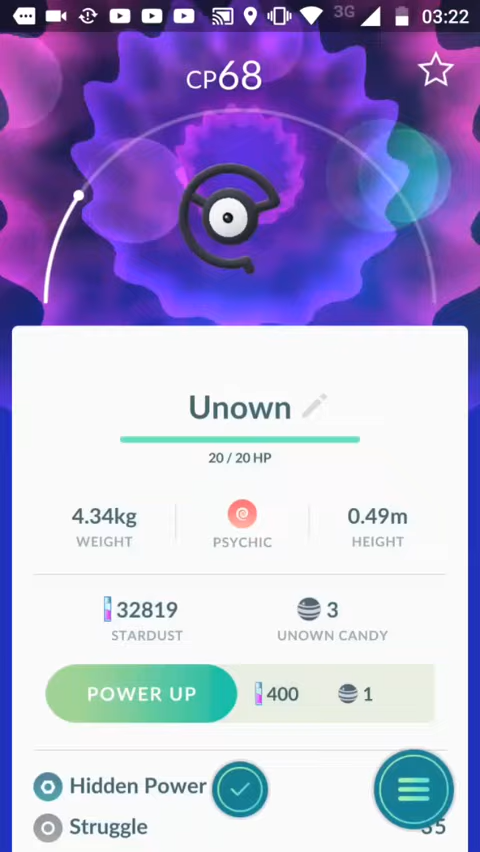 3G 03:22
CP68
Unown
20 / 20 HP
4.34kg 0.49m
WEIGHT PSYCHIC HEIGHT
32819 3
STARDUST UNOWN CANDY
POWER UP 400 1
Hidden Power
Struggle 35